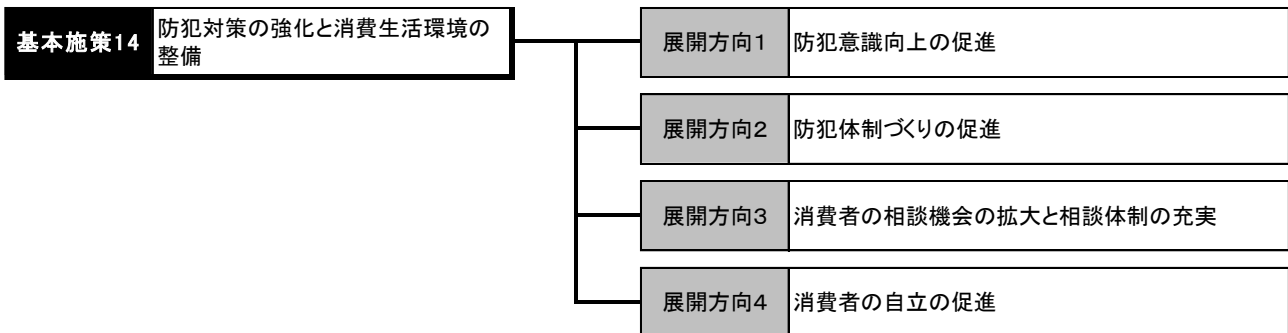 基本施策14
防犯対策の強化と消費生活環境の
整備
展開方向1 防犯意識向上の促進
展開方向2 防犯体制づくりの促進
展開方向3 消費者の相談機会の拡大と相談体制の充実
展開方向4 消費者の自立の促進